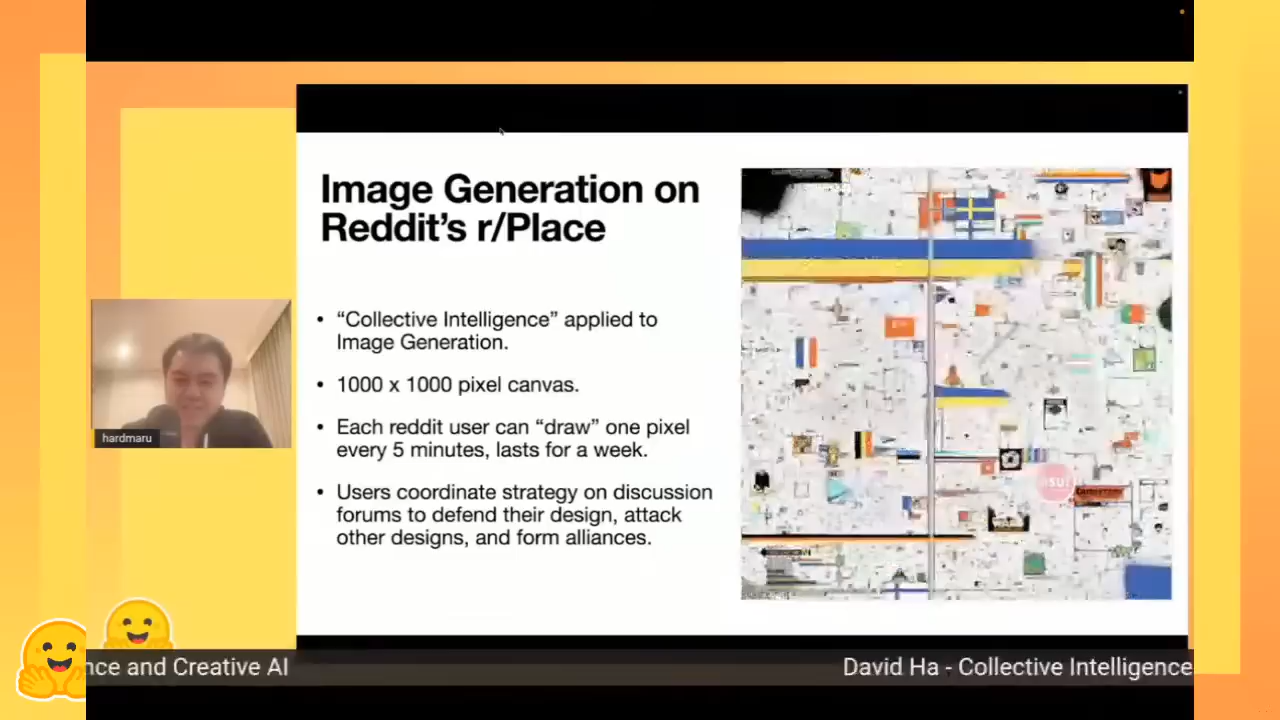 Image Generation on
Reddit's r/Place
• “Collective Intelligence” applied to
Image Generation.
• 1000 x 1000 pixel canvas.
• Each reddit user can “draw” one pixel
every 5 minutes, lasts for a week.
• Users coordinate strategy on discussion
forums to defend their design, attack
other designs, and form alliances.
hardmaru
nce and Creative AI
David Ha - Collective Intelligence